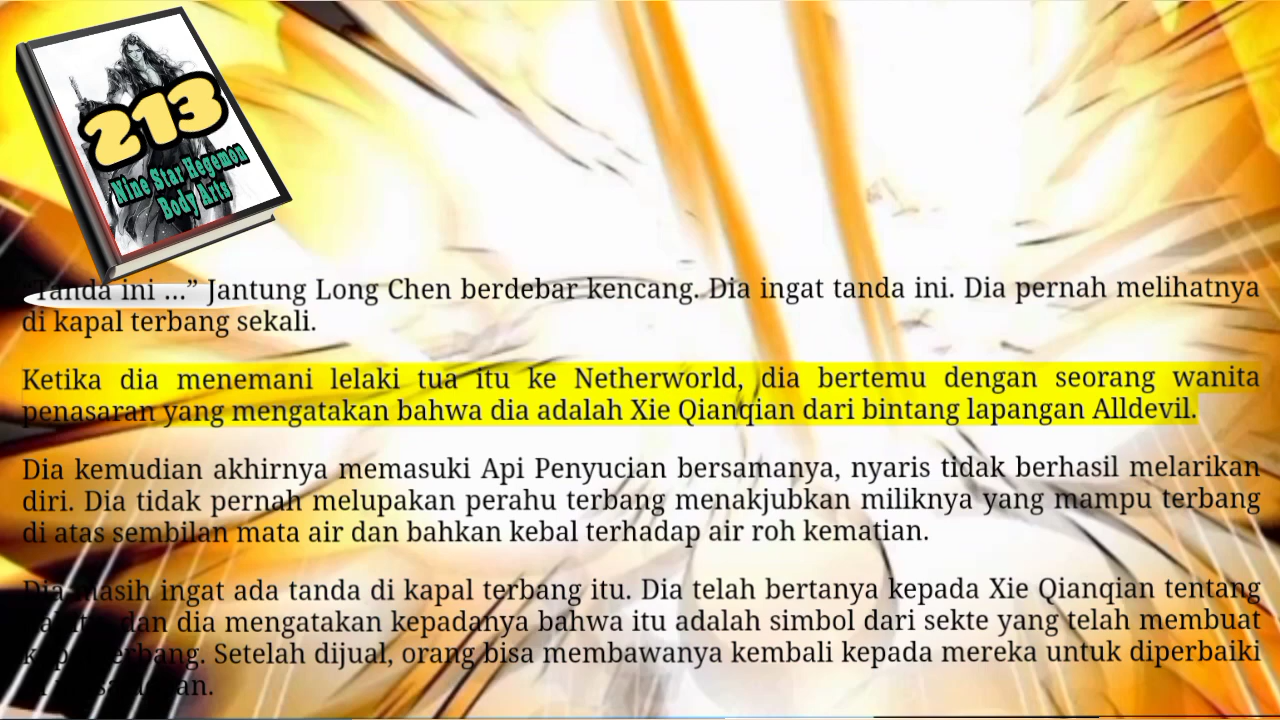 213
Nine Star Hegemon
Body Arts
“Tanda ini ...” Jantung Long Chen berdebar kencang. Dia ingat tanda ini. Dia pernah melihatnya
di kapal terbang sekali.
Ketika dia menemani lelaki tua itu ke Netherworld, dia bertemu dengan seorang wanita
penasaran yang mengatakan bahwa dia adalah Xie Qianqian dari bintang lapangan Alldevil.
Dia kemudian akhirnya memasuki Api Penyucian bersamanya, nyaris tidak berhasil melarikan
diri. Dia tidak pernah melupakan perahu terbang menakjubkan miliknya yang mampu terbang
di atas sembilan mata air dan bahkan kebal terhadap air roh kematian.
Dia masih ingat ada tanda di kapal terbang itu. Dia telah bertanya kepada Xie Qianqian tentang
dan dia mengatakan kepadanya bahwa itu adalah simbol dari sekte yang telah membuat
terbang. Setelah dijual, orang bisa membawanya kembali kepada mereka untuk diperbaiki